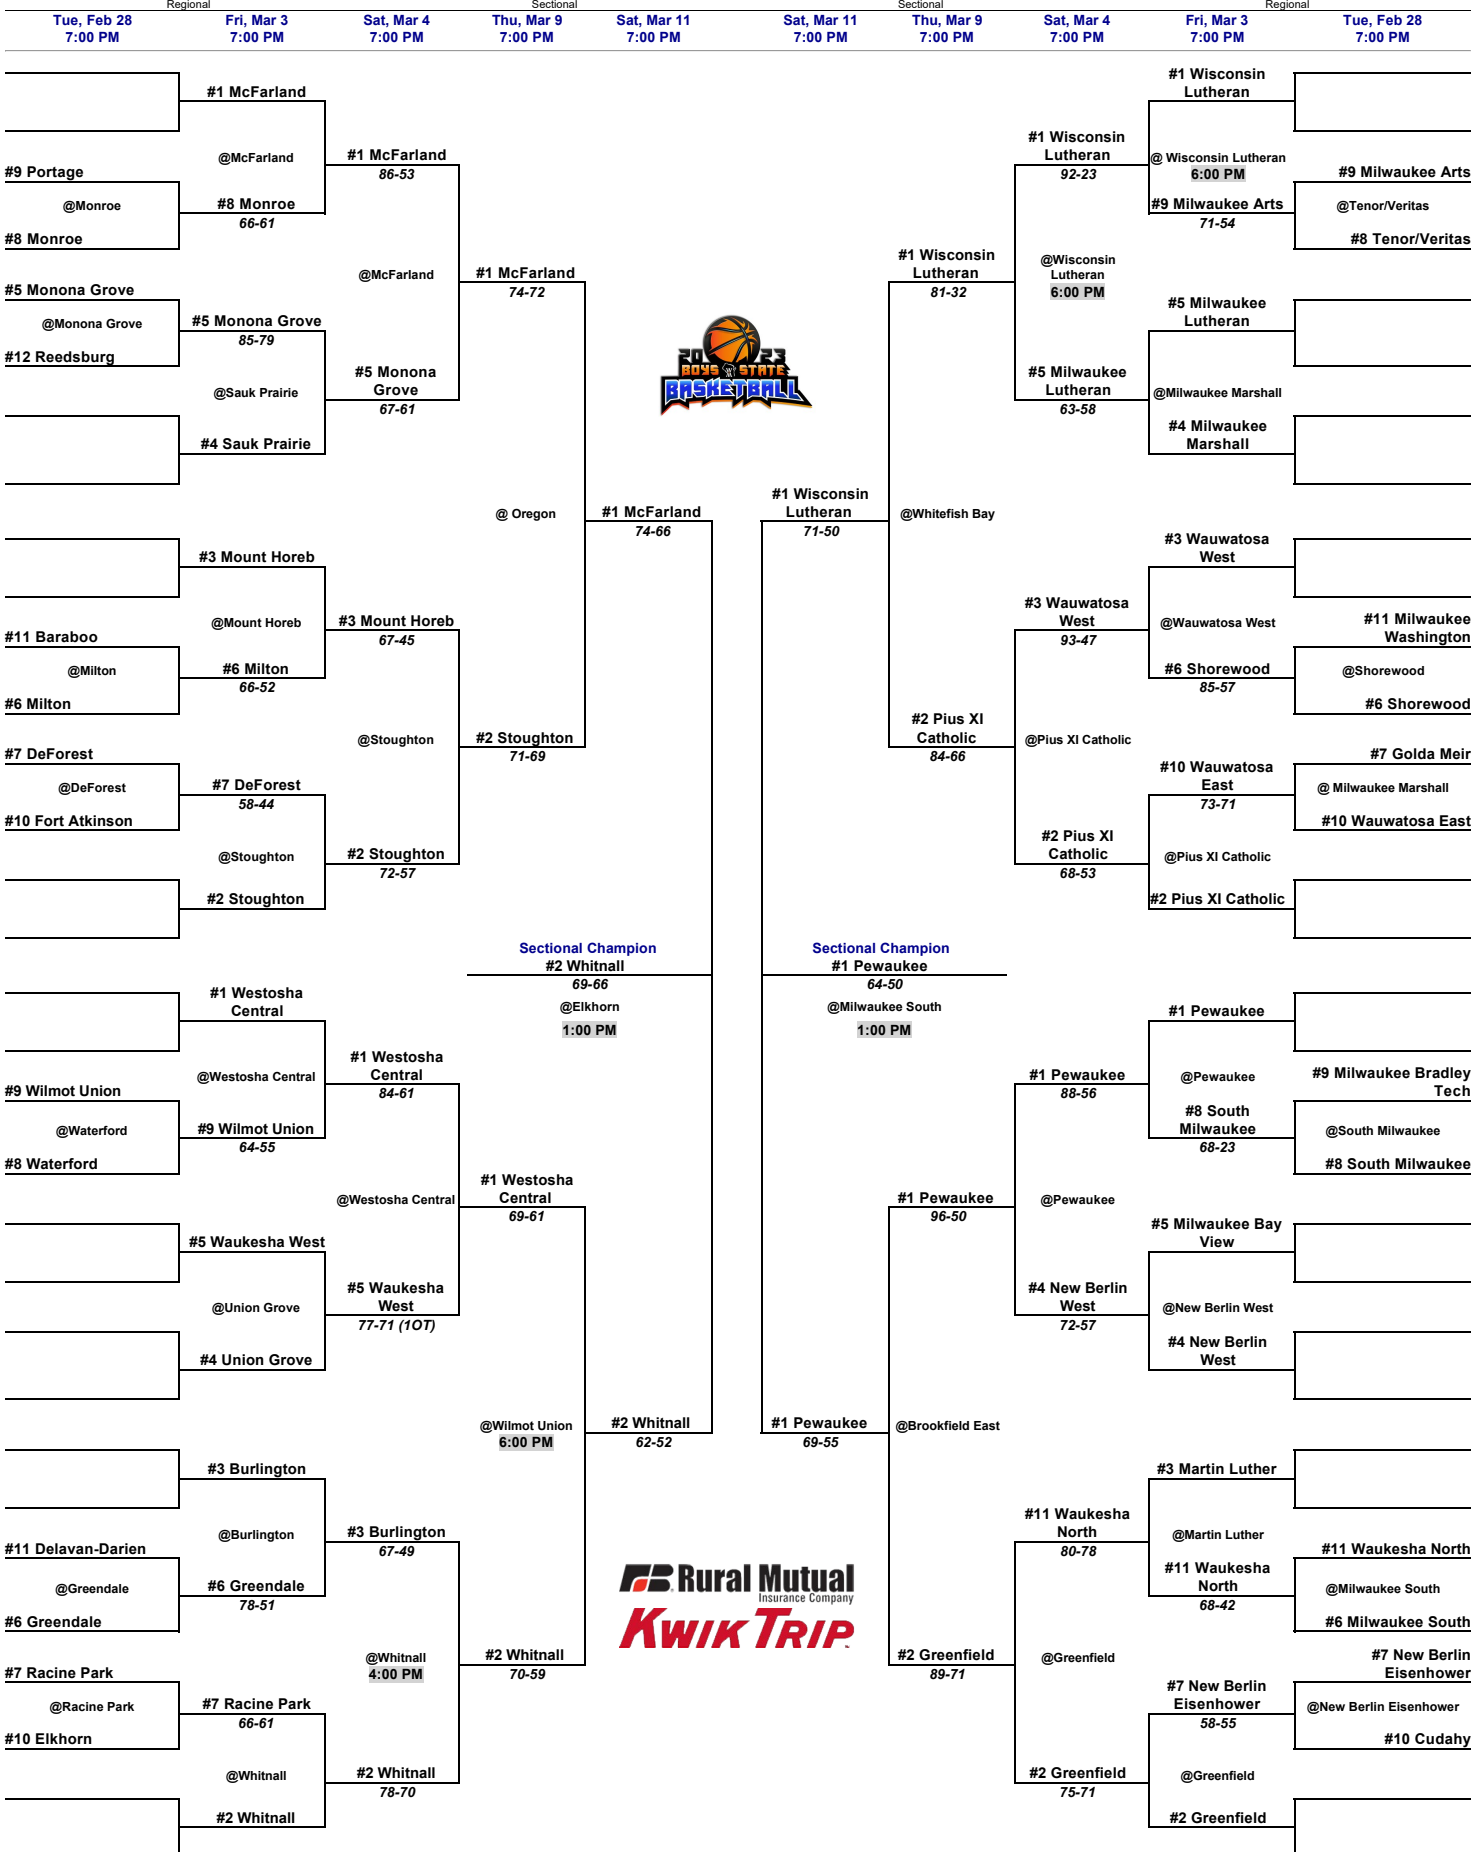 Regional
Sectional
Sectional
Regional
Tue, Feb 28
7:00 PM
Fri, Mar 3
7:00 PM
Sat, Mar 4
7:00 PM
Thu, Mar 9
7:00 PM
Sat, Mar 11
7:00 PM
Sat, Mar 11
7:00 PM
Thu, Mar 9
7:00 PM
Sat, Mar 4
7:00 PM
Fri, Mar 3
7:00 PM
Tue, Feb 28
7:00 PM
#9 Portage
@Monroe
#8 Monroe
#5 Monona Grove
@Monona Grove
#12 Reedsburg
#11 Baraboo
@Milton
#6 Milton
#7 DeForest
@DeForest
#10 Fort Atkinson
#9 Wilmot Union
@Waterford
#8 Waterford
#11 Delavan-Darien
@Greendale
#6 Greendale
#7 Racine Park
@Racine Park
#10 Elkhorn
#1 McFarland
@McFarland
#8 Monroe
66-61
#5 Monona Grove
85-79
@Sauk Prairie
#4 Sauk Prairie
#3 Mount Horeb
@Mount Horeb
#6 Milton
66-52
#7 DeForest
58-44
@Stoughton
#2 Stoughton
#1 Westosha
Central
@Westosha Central
#9 Wilmot Union
64-55
#5 Waukesha West
@Union Grove
#4 Union Grove
#3 Burlington
@Burlington
#6 Greendale
78-51
#7 Racine Park
66-61
@Whitnall
#2 Whitnall
#1 McFarland
86-53
@McFarland
#5 Monona
Grove
67-61
#3 Mount Horeb
67-45
@Stoughton
#2 Stoughton
72-57
#1 Westosha
Central
84-61
@Westosha Central
#5 Waukesha
West
77-71 (1OT)
#3 Burlington
67-49
@Whitnall
4:00 PM
#2 Whitnall
78-70
#1 McFarland
74-72
@ Oregon
#2 Stoughton
71-69
#1 Westosha
Central
69-61
@Wilmot Union
6:00 PM
#2 Whitnall
70-59
#1 McFarland
74-66
Sectional Champion
#2 Whitnall
69-66
@Elkhorn
1:00 PM
#2 Whitnall
62-52
2023
BOYS STATE
BASKETBALL
Rural Mutual
Insurance Company
KWIK TRIP
#1 Wisconsin
Lutheran
71-50
Sectional Champion
#1 Pewaukee
64-50
@Milwaukee South
1:00 PM
#1 Pewaukee
69-55
#1 Wisconsin
Lutheran
81-32
@Whitefish Bay
#2 Pius XI
Catholic
84-66
#1 Pewaukee
96-50
@Brookfield East
#2 Greenfield
89-71
#1 Wisconsin
Lutheran
92-23
@Wisconsin
Lutheran
6:00 PM
#5 Milwaukee
Lutheran
63-58
#3 Wauwatosa
West
93-47
@Pius XI Catholic
#2 Pius XI
Catholic
68-53
#1 Pewaukee
88-56
@Pewaukee
#4 New Berlin
West
72-57
#11 Waukesha
North
80-78
@Greenfield
#2 Greenfield
75-71
#1 Wisconsin
Lutheran
@ Wisconsin Lutheran
6:00 PM
#9 Milwaukee Arts
71-54
#5 Milwaukee
Lutheran
@Milwaukee Marshall
#4 Milwaukee
Marshall
#3 Wauwatosa
West
@Wauwatosa West
#6 Shorewood
85-57
#10 Wauwatosa
East
73-71
@Pius XI Catholic
#2 Pius XI Catholic
#1 Pewaukee
@Pewaukee
#8 South
Milwaukee
68-23
#5 Milwaukee Bay
View
@New Berlin West
#4 New Berlin
West
#3 Martin Luther
@Martin Luther
#11 Waukesha
North
68-42
#7 New Berlin
Eisenhower
58-55
@Greenfield
#2 Greenfield
#9 Milwaukee Arts
@Tenor/Veritas
#8 Tenor/Veritas
#11 Milwaukee
Washington
@Shorewood
#6 Shorewood
#7 Golda Meir
@ Milwaukee Marshall
#10 Wauwatosa East
#9 Milwaukee Bradley
Tech
@South Milwaukee
#8 South Milwaukee
#11 Waukesha North
@Milwaukee South
#6 Milwaukee South
#7 New Berlin
Eisenhower
@New Berlin Eisenhower
#10 Cudahy